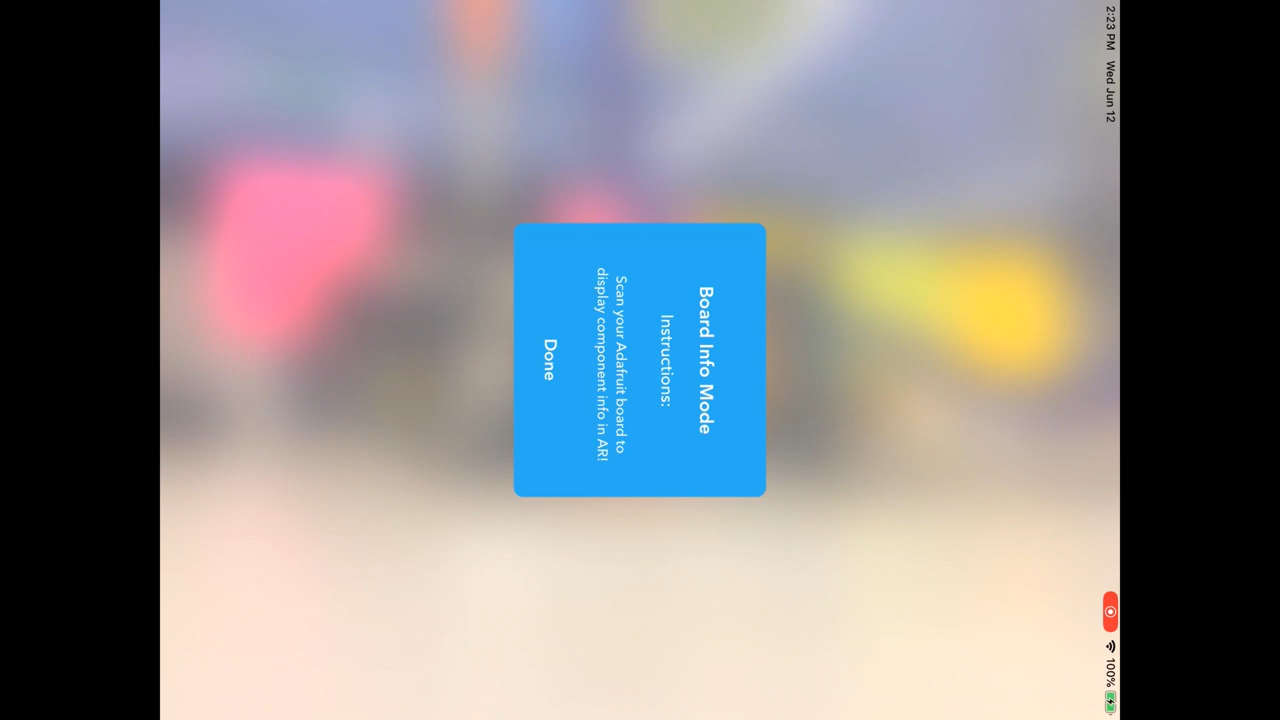 2:23 PM Wed Jun 12
100%
Board Info Mode
Instructions:
Scan your Adafruit board to
display component info in AR!
Done